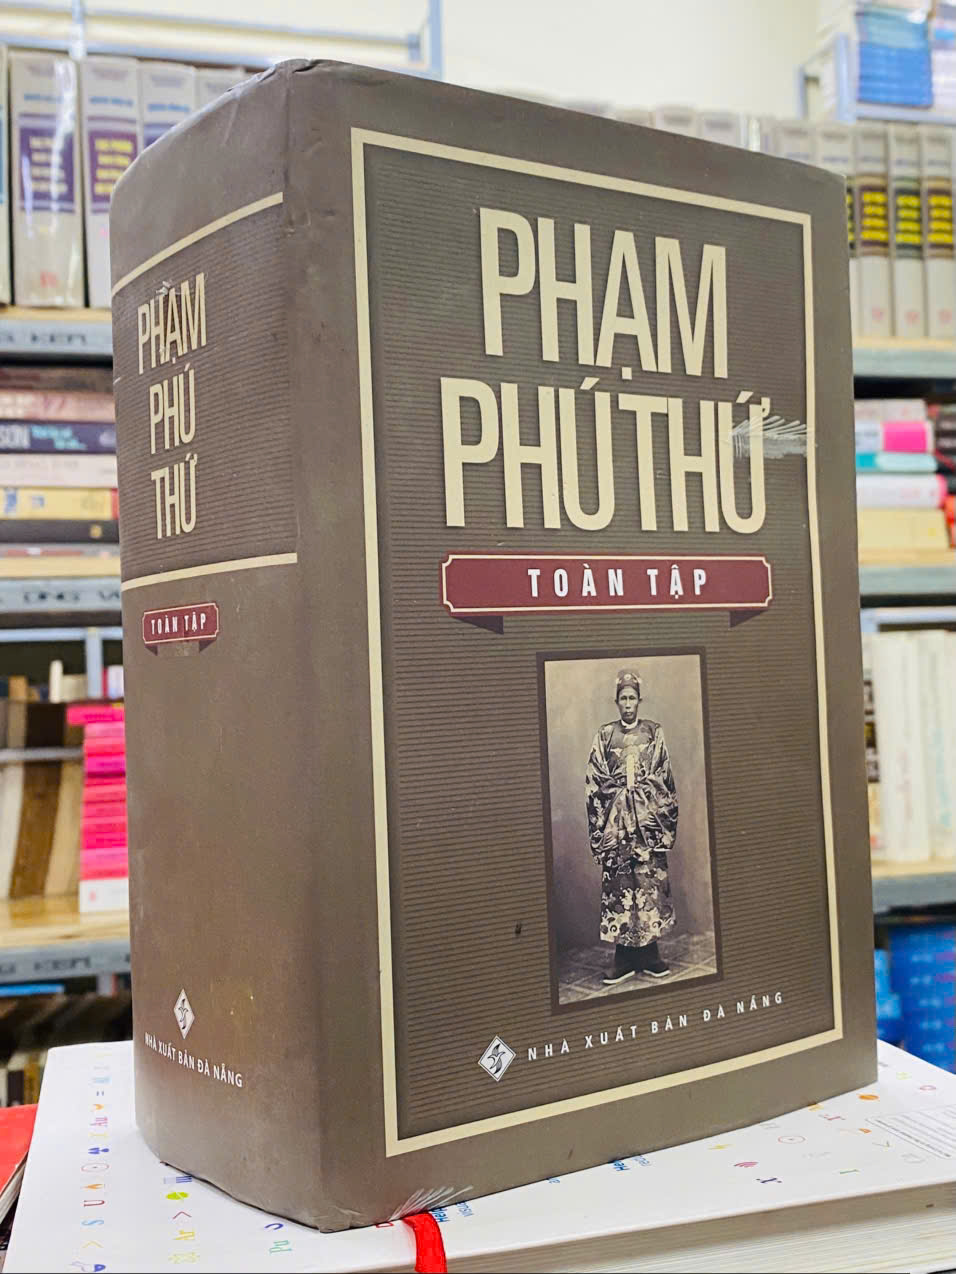 PHẠM
PHÚ THỨ
TOÀN TẬP
NHÀ XUẤT BẢN ĐÀ NẴNG
PHẠM
PHÚ
THỨ
TOÀN TẬP
NHÀ XUẤT BẢN ĐÀ NẴNG